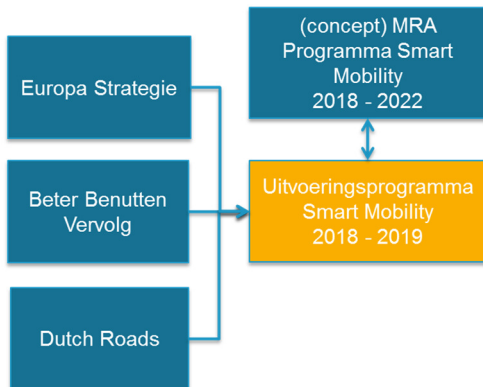 Europa Strategie
Beter Benutten
Vervolg
Dutch Roads
(concept) MRA
Programma Smart
Mobility
2018 - 2022
Uitvoeringsprogramma
Smart Mobility
2018 - 2019